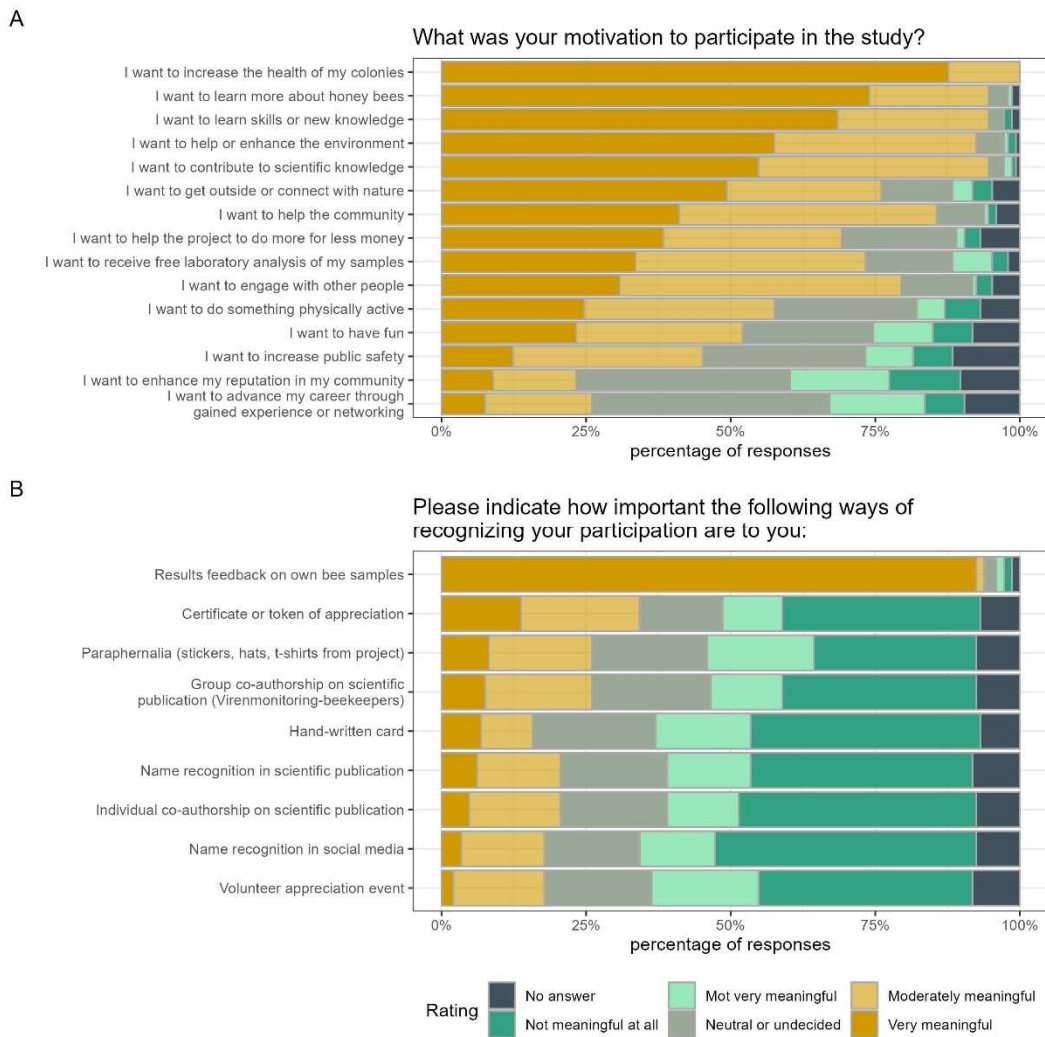 A
What was your motivation to participate in the study?
I want to increase the health of my colonies
I want to learn more about honey bees
I want to learn skills or new knowledge
I want to help or enhance the environment
I want to contribute to scientific knowledge
I want to get outside or connect with nature
I want to help the community
I want to help the project to do more for less money
I want to receive free laboratory analysis of my samples
I want to engage with other people
I want to do something physically active
I want to have fun
I want to increase public safety
I want to enhance my reputation in my community
I want to advance my career through
gained experience or networking
0% 25% 50% 75% 100%
percentage of responses
B
Please indicate how important the following ways of
recognizing your participation are to you:
Results feedback on own bee samples
Certificate or token of appreciation
Paraphernalia (stickers, hats, t-shirts from project)
Group co-authorship on scientific
publication (Virenmonitoring-beekeepers)
Hand-written card
Name recognition in scientific publication
Individual co-authorship on scientific publication
Name recognition in social media
Volunteer appreciation event
0% 25% 50% 75% 100%
percentage of responses
Rating
No answer Mot very meaningful Moderately meaningful
Not meaningful at all Neutral or undecided Very meaningful